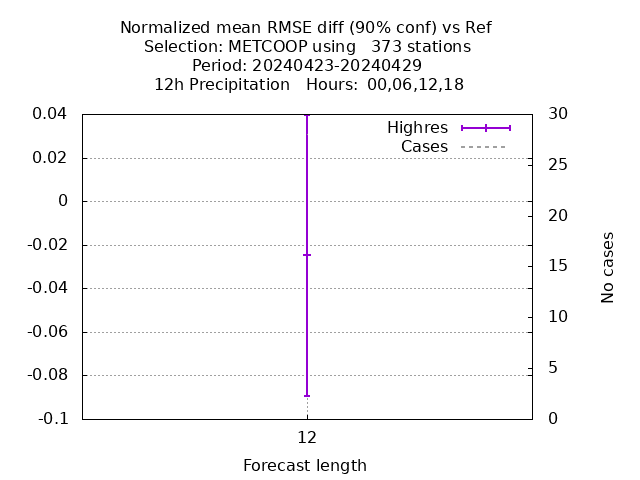 Normalized mean RMSE diff (90% conf) vs Ref
Selection: METCOOP using   373 stations
Period: 20240423-20240429
12h Precipitation   Hours:  00,06,12,18
Highres
Cases
0.04
0.02
0
-0.02
-0.04
-0.06
-0.08
-0.1
30
25
20
15
10
5
0
No cases
12
Forecast length